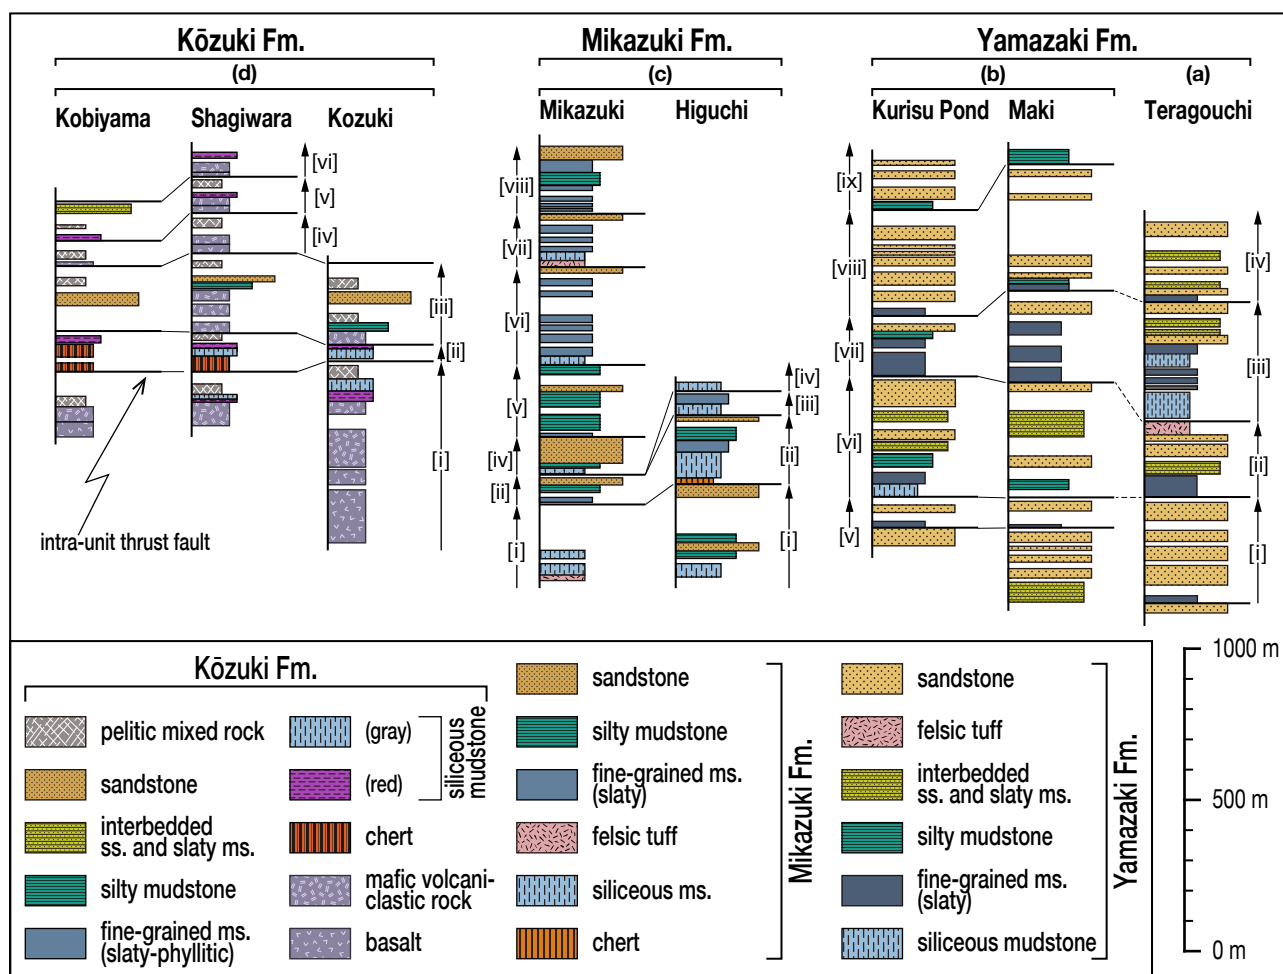 Kōzuki Fm.
Mikazuki Fm.
Yamazaki Fm.
(d)
(c)
(b)
(a)
Kobiyama
Shagiwara
Kozuki
Mikazuki
Higuchi
Kurisu Pond
Maki
Teragouchi
[vi]
[v]
[iv]
[iii]
[ii]
[i]
intra-unit thrust fault
[viii]
[vii]
[vi]
[v]
[iv]
[ii]
[i]
[iv]
[iii]
[ii]
[i]
[ix]
[viii]
[vii]
[vi]
[v]
[iv]
[iii]
[ii]
[i]
Kōzuki Fm.
pelitic mixed rock
sandstone
interbedded
ss. and slaty ms.
silty mudstone
fine-grained ms.
(slaty-phyllitic)
(gray)
(red)
siliceous
mudstone
chert
mafic volcani-
clastic rock
basalt
sandstone
silty mudstone
fine-grained ms.
(slaty)
felsic tuff
siliceous ms.
chert
Mikazuki Fm.
sandstone
felsic tuff
interbedded
ss. and slaty ms.
silty mudstone
fine-grained ms.
(slaty)
siliceous mudstone
Yamazaki Fm.
1000 m
500 m
0 m